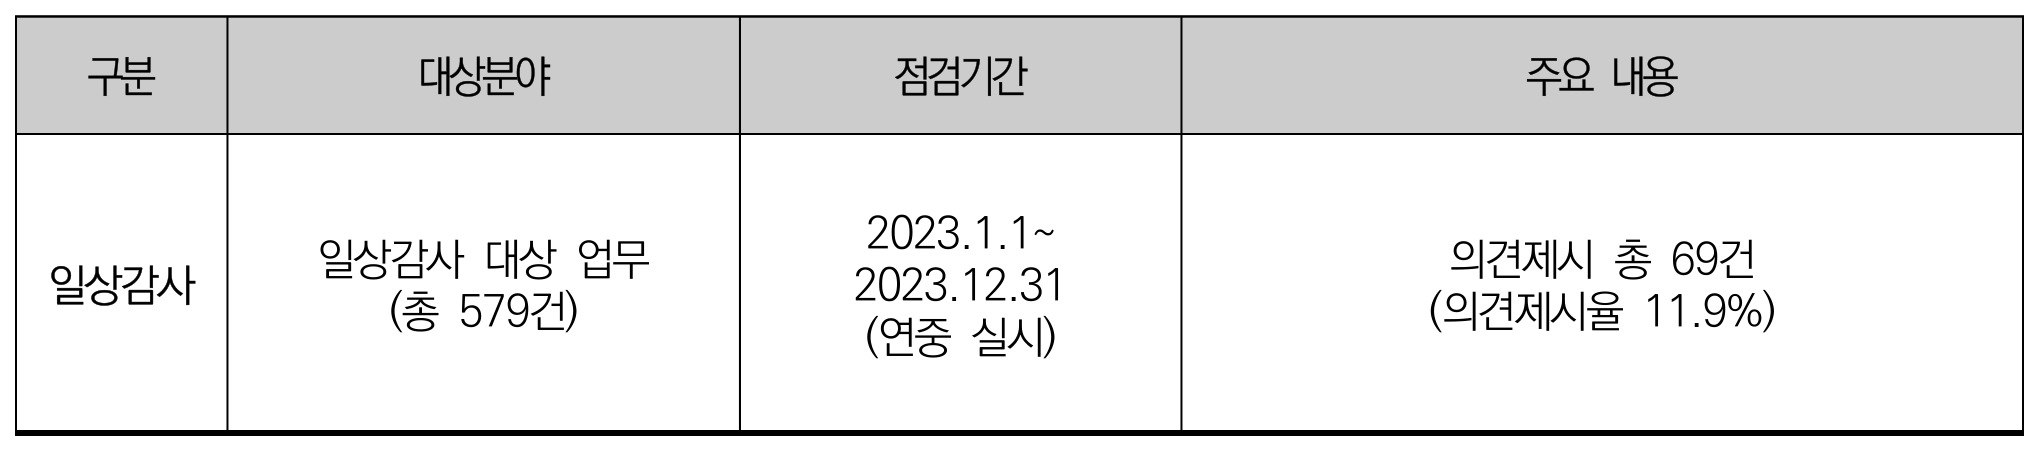 구분 대상분야 점검기간 주요 내용
일상감사
일상감사 대상 업무
(총 579건)
2023.1.1~
2023.12.31
(연중 실시)
의견제시 총 69건
(의견제시율 11.9%)